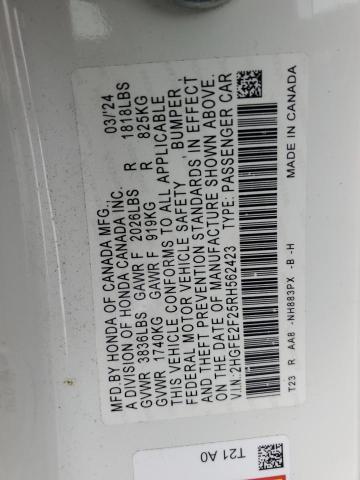 MFD.BY HONDA OF CANADA MFG., 03/'24
A DIVISION OF HONDA CANADA INC.
GVWR 3836LBS GAWR F 2026LBS R 1818LBS
GVWR 1740KG GAWR F 919KG R 825KG
THIS VEHICLE CONFORMS TO ALL APPLICABLE
FEDERAL MOTOR VEHICLE SAFETY, BUMPER,
AND THEFT PREVENTION STANDARDS IN EFFECT
ON THE DATE OF MANUFACTURE SHOWN ABOVE.
V.I.N.:2HGFE2F25RH562423 TYPE: PASSENGER CAR
T23 R AA8 -NH883PX -B -H MADE IN CANADA
T21 A0